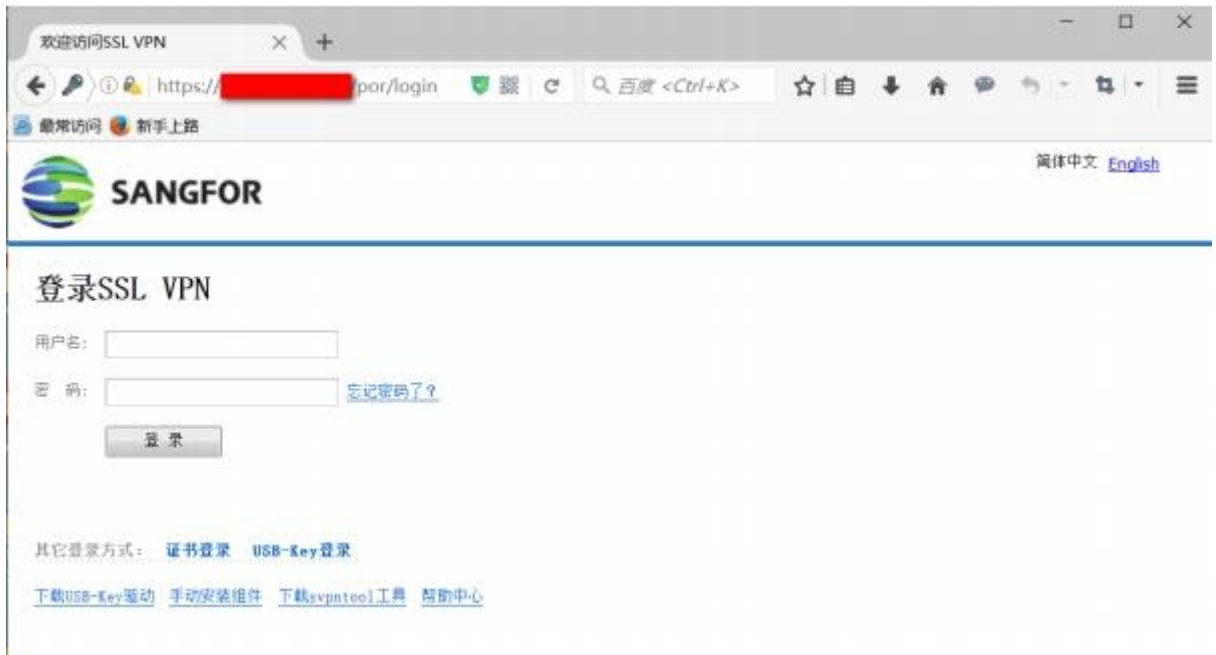 欢迎访问SSL VPN
https:// /por/login 百度 <Ctrl+K>
最常访问 新手上路
简体中文 English
SANGFOR
登录SSL VPN
用户名:
密 码: 忘记密码了?
登 录
其它登录方式: 证书登录 USB-Key登录
下载USB-Key驱动 手动安装组件 下载svpntool工具 帮助中心